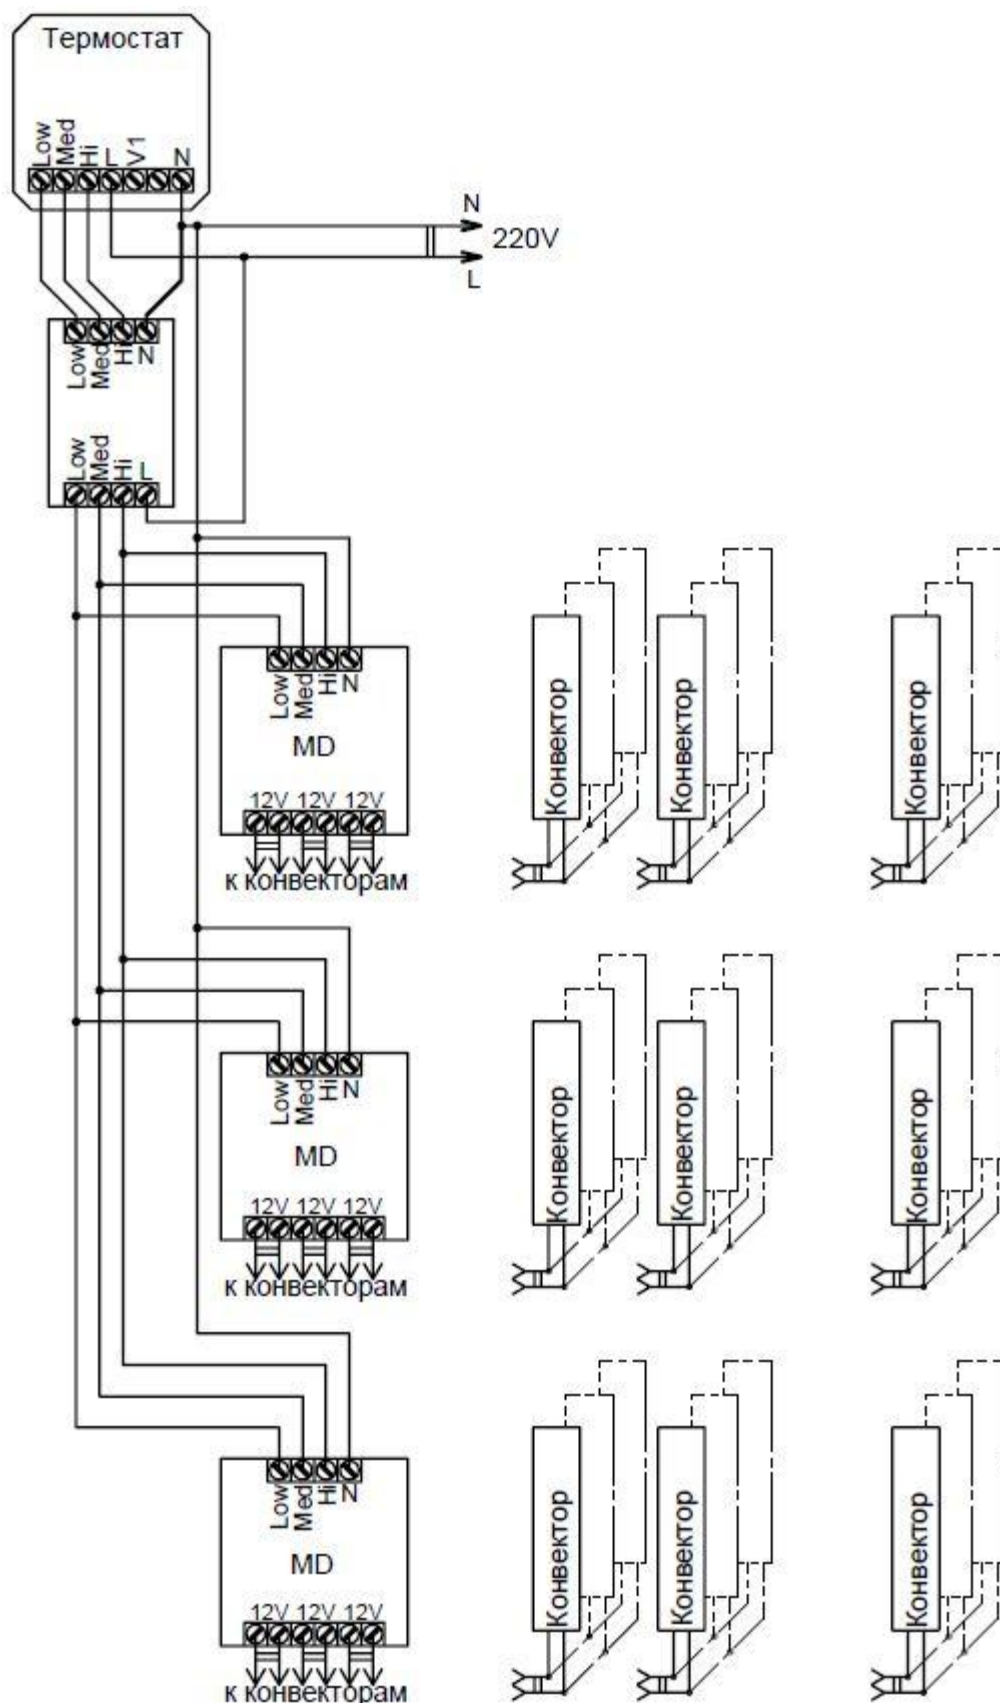 Термостат
Low Med Hi L V1 N
N
220V
L
Low Med Hi N
Low Med Hi L
Low Med Hi N
MD
12V 12V 12V
к конвекторам
Конвектор Конвектор Конвектор
Low Med Hi N
MD
12V 12V 12V
к конвекторам
Конвектор Конвектор Конвектор
Low Med Hi N
MD
12V 12V 12V
к конвекторам
Конвектор Конвектор Конвектор